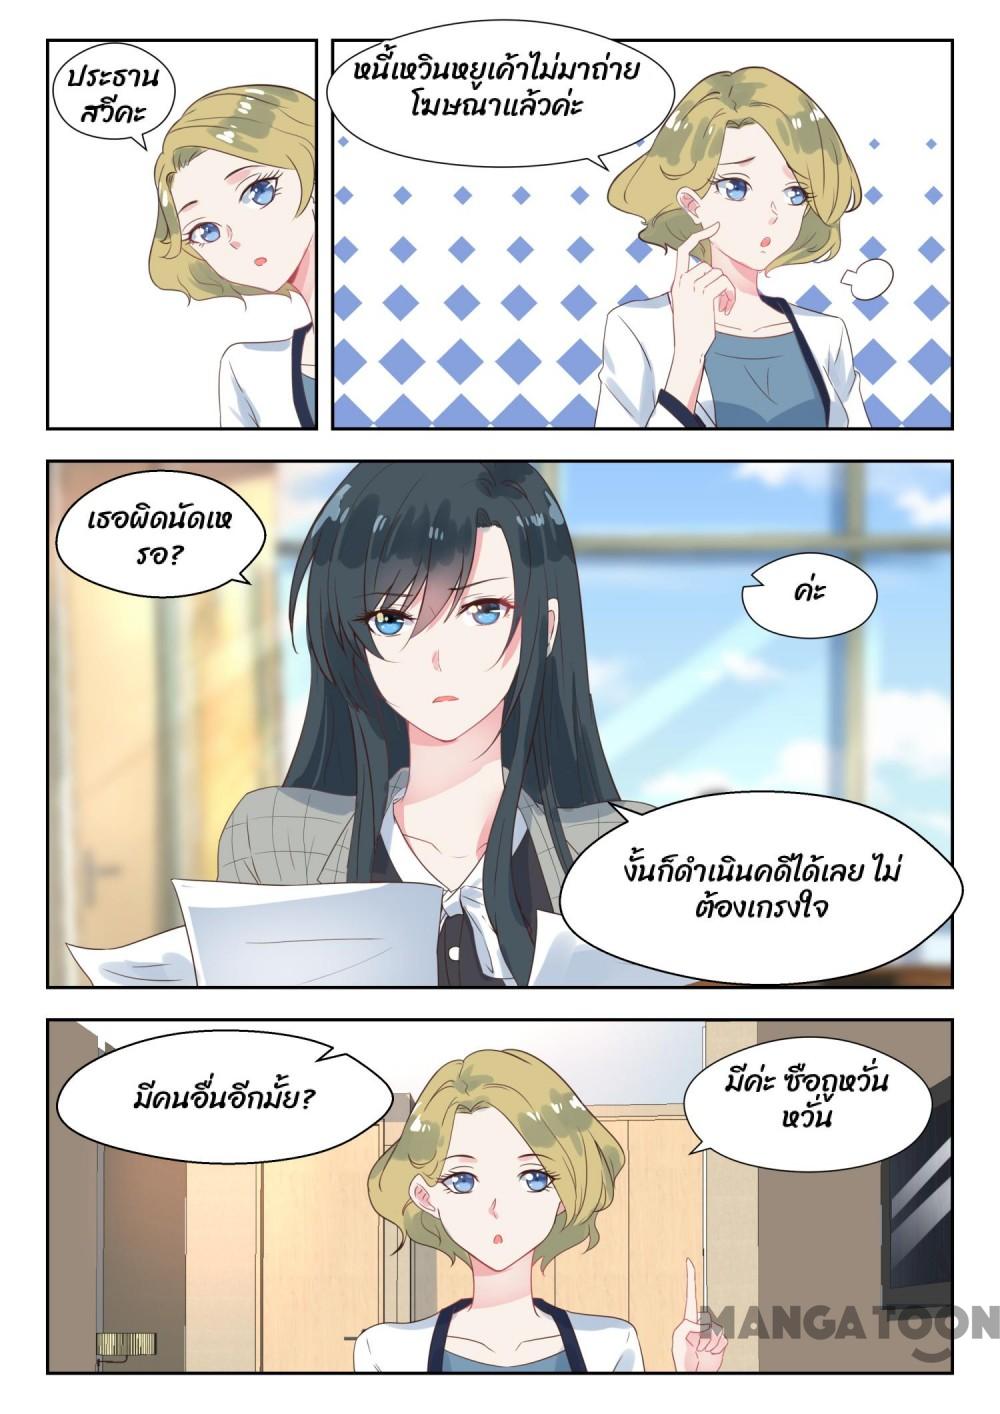 ประธาน
สวีคะ
หนี้เหวินหยูเค้าไม่มาถ่าย
โฆษณาแล้วค่ะ
เธอผิดนัดเห
รอ?
ค่ะ
งั้นก็ดำเนินคดีได้เลย ไม่
ต้องเกรงใจ
มีคนอื่นอีกมั้ย?
มีค่ะ ซือถูหวั่น
หวั่น
MANGATOON